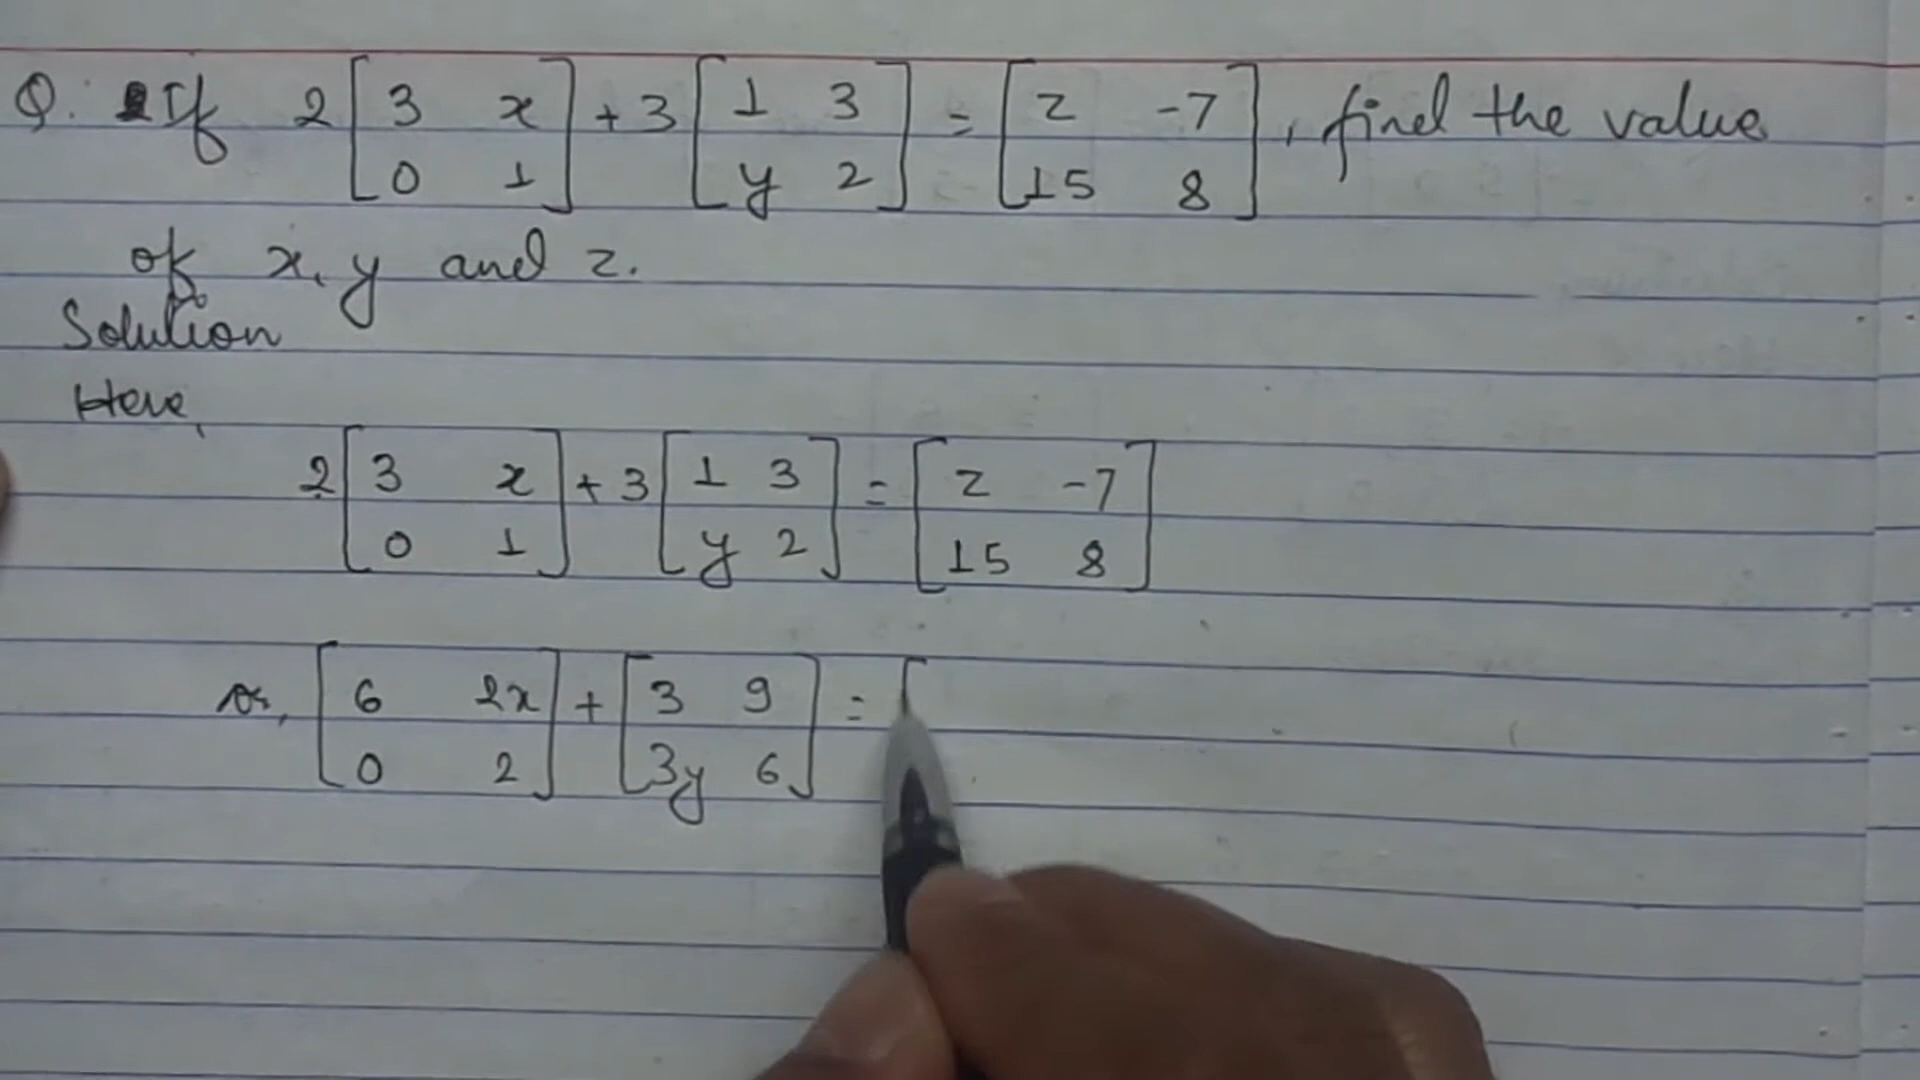 Q. If 2[3 x] + 3[1 3] = [z -7], find the value
[0 1] [y 2] [15 8]
of x, y and z.
Solution
Here,
2[3 x] + 3[1 3] = [z -7]
[0 1] [y 2] [15 8]
or, [6 2x] + [3 9] = [
[0 2] [3y 6]